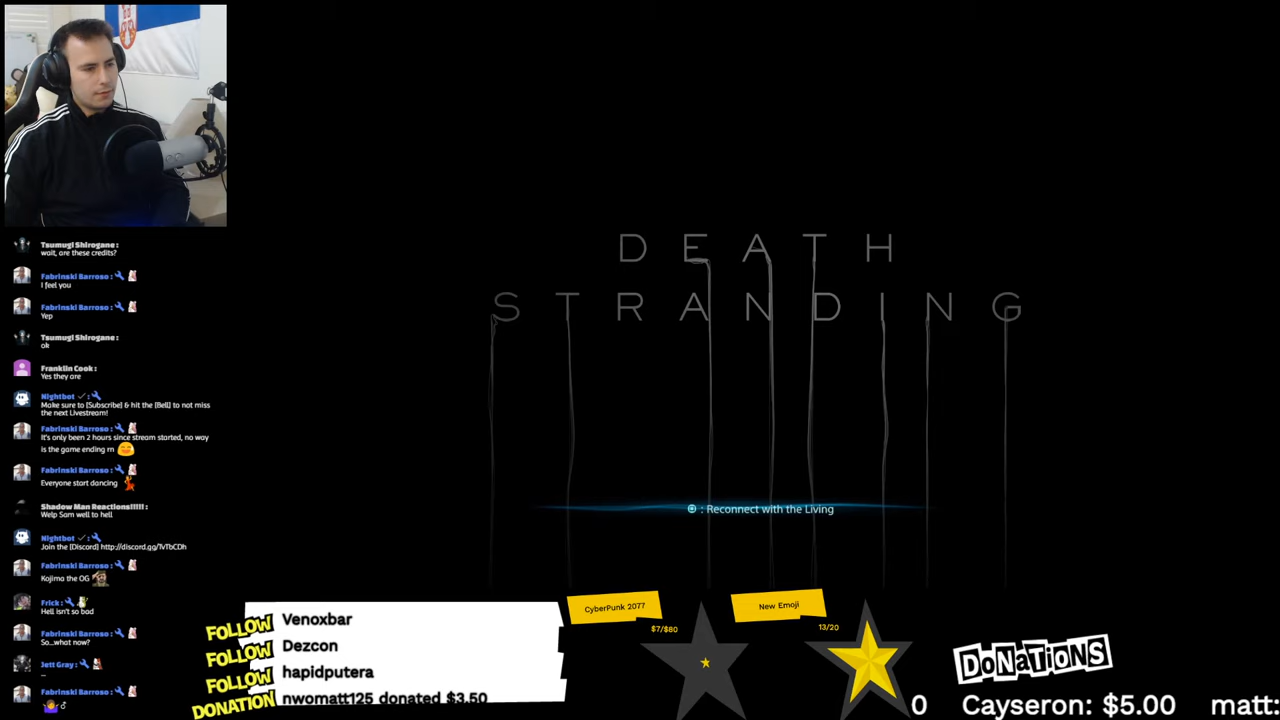 Tsumugi Shirogane :
wait, are these credits?
Fabrinski Barroso :
I feel you
Fabrinski Barroso :
Yep
Tsumugi Shirogane :
ok
Franklin Cook :
Yes they are
Nightbot ✓ :
Make sure to [Subscribe] & hit the [Bell] to not miss
the next Livestream!
Fabrinski Barroso :
It's only been 2 hours since stream started, no way
is the game ending rn
Fabrinski Barroso :
Everyone start dancing
Shadow Man Reactions!!!!! :
Welp Sam well to hell
Nightbot ✓ :
Join the [Discord] http://discord.gg/TvTbCDh
Fabrinski Barroso :
Kojima the OG
Frick :
Hell isn't so bad
Fabrinski Barroso :
So...what now?
Jett Gray :
...
Fabrinski Barroso :
DEATH
STRANDING
: Reconnect with the Living
FOLLOW Venoxbar
FOLLOW Dezcon
FOLLOW hapidputera
DONATION nwomatt125 donated $3.50
CyberPunk 2077
$7/$80
New Emoji
13/20
DoNaTiONS
0 Cayseron: $5.00 matt: